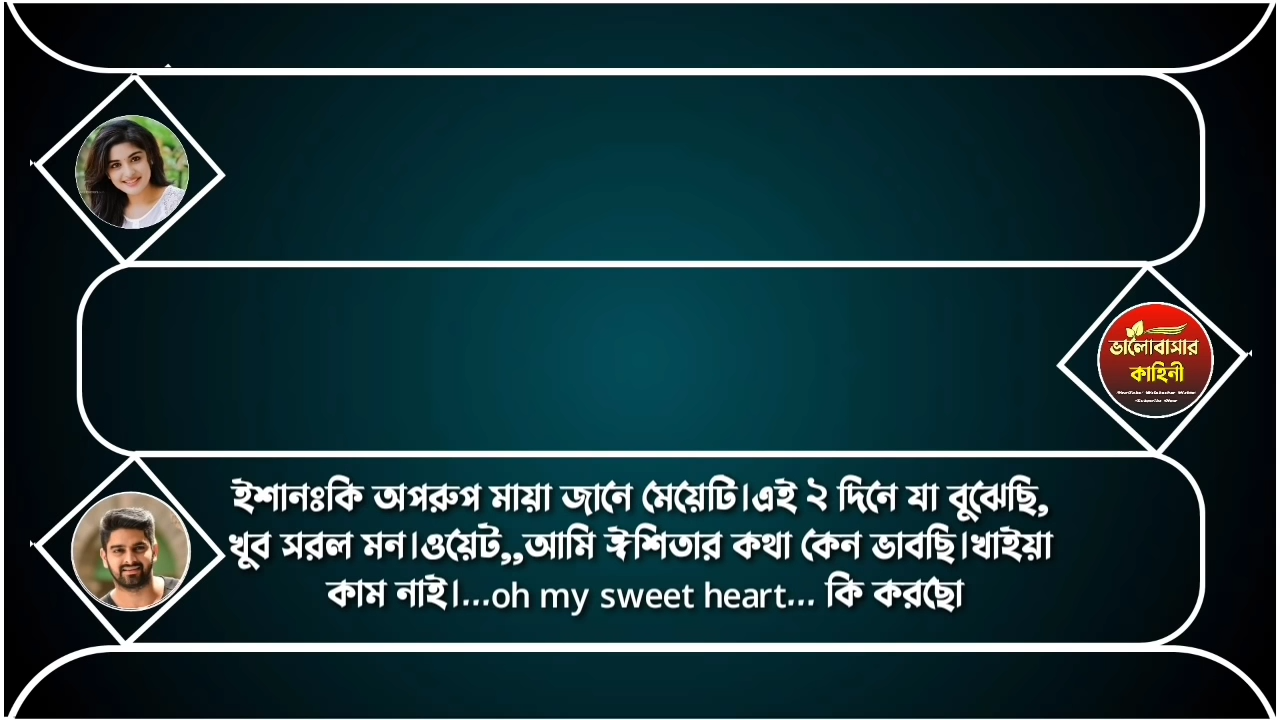 ভালোবাসার
কাহিনী
ইশানঃকি অপরুপ মায়া জানে মেয়েটি।এই ২ দিনে যা বুঝেছি,
খুব সরল মন।ওয়েট,,আমি ঈশিতার কথা কেন ভাবছি।খাইয়া
কাম নাই।...oh my sweet heart... কি করছো